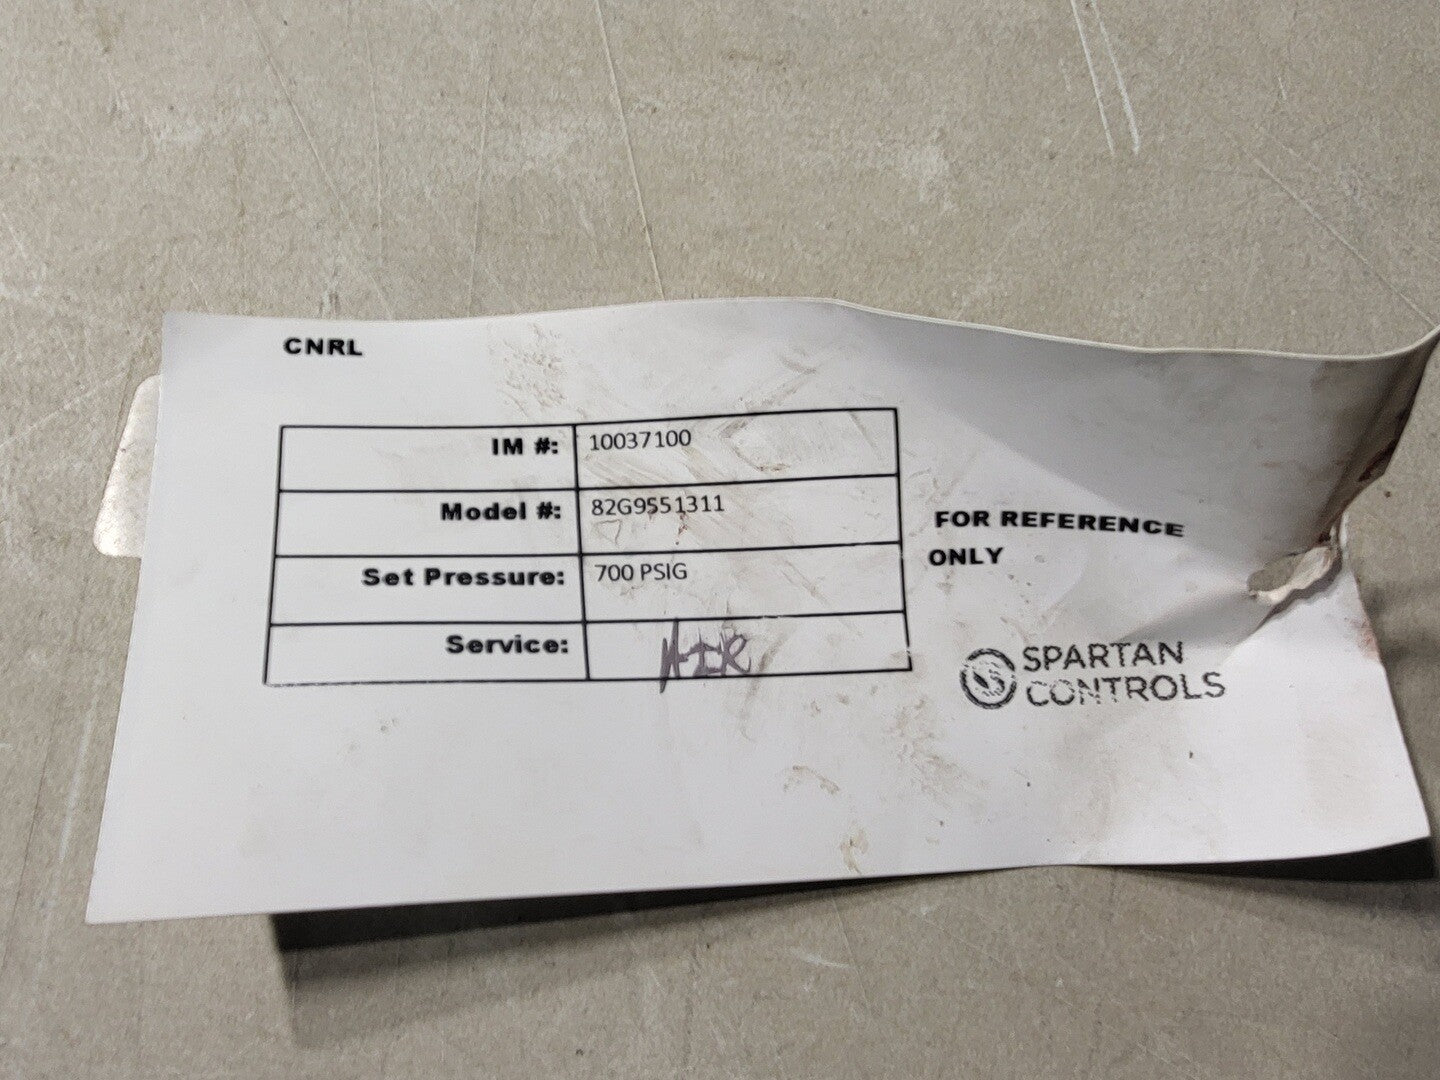 CNRL
IM #: 10037100
Model #: 82G9551311
Set Pressure: 700 PSIG
Service: AIR
FOR REFERENCE
ONLY
SPARTAN
CONTROLS